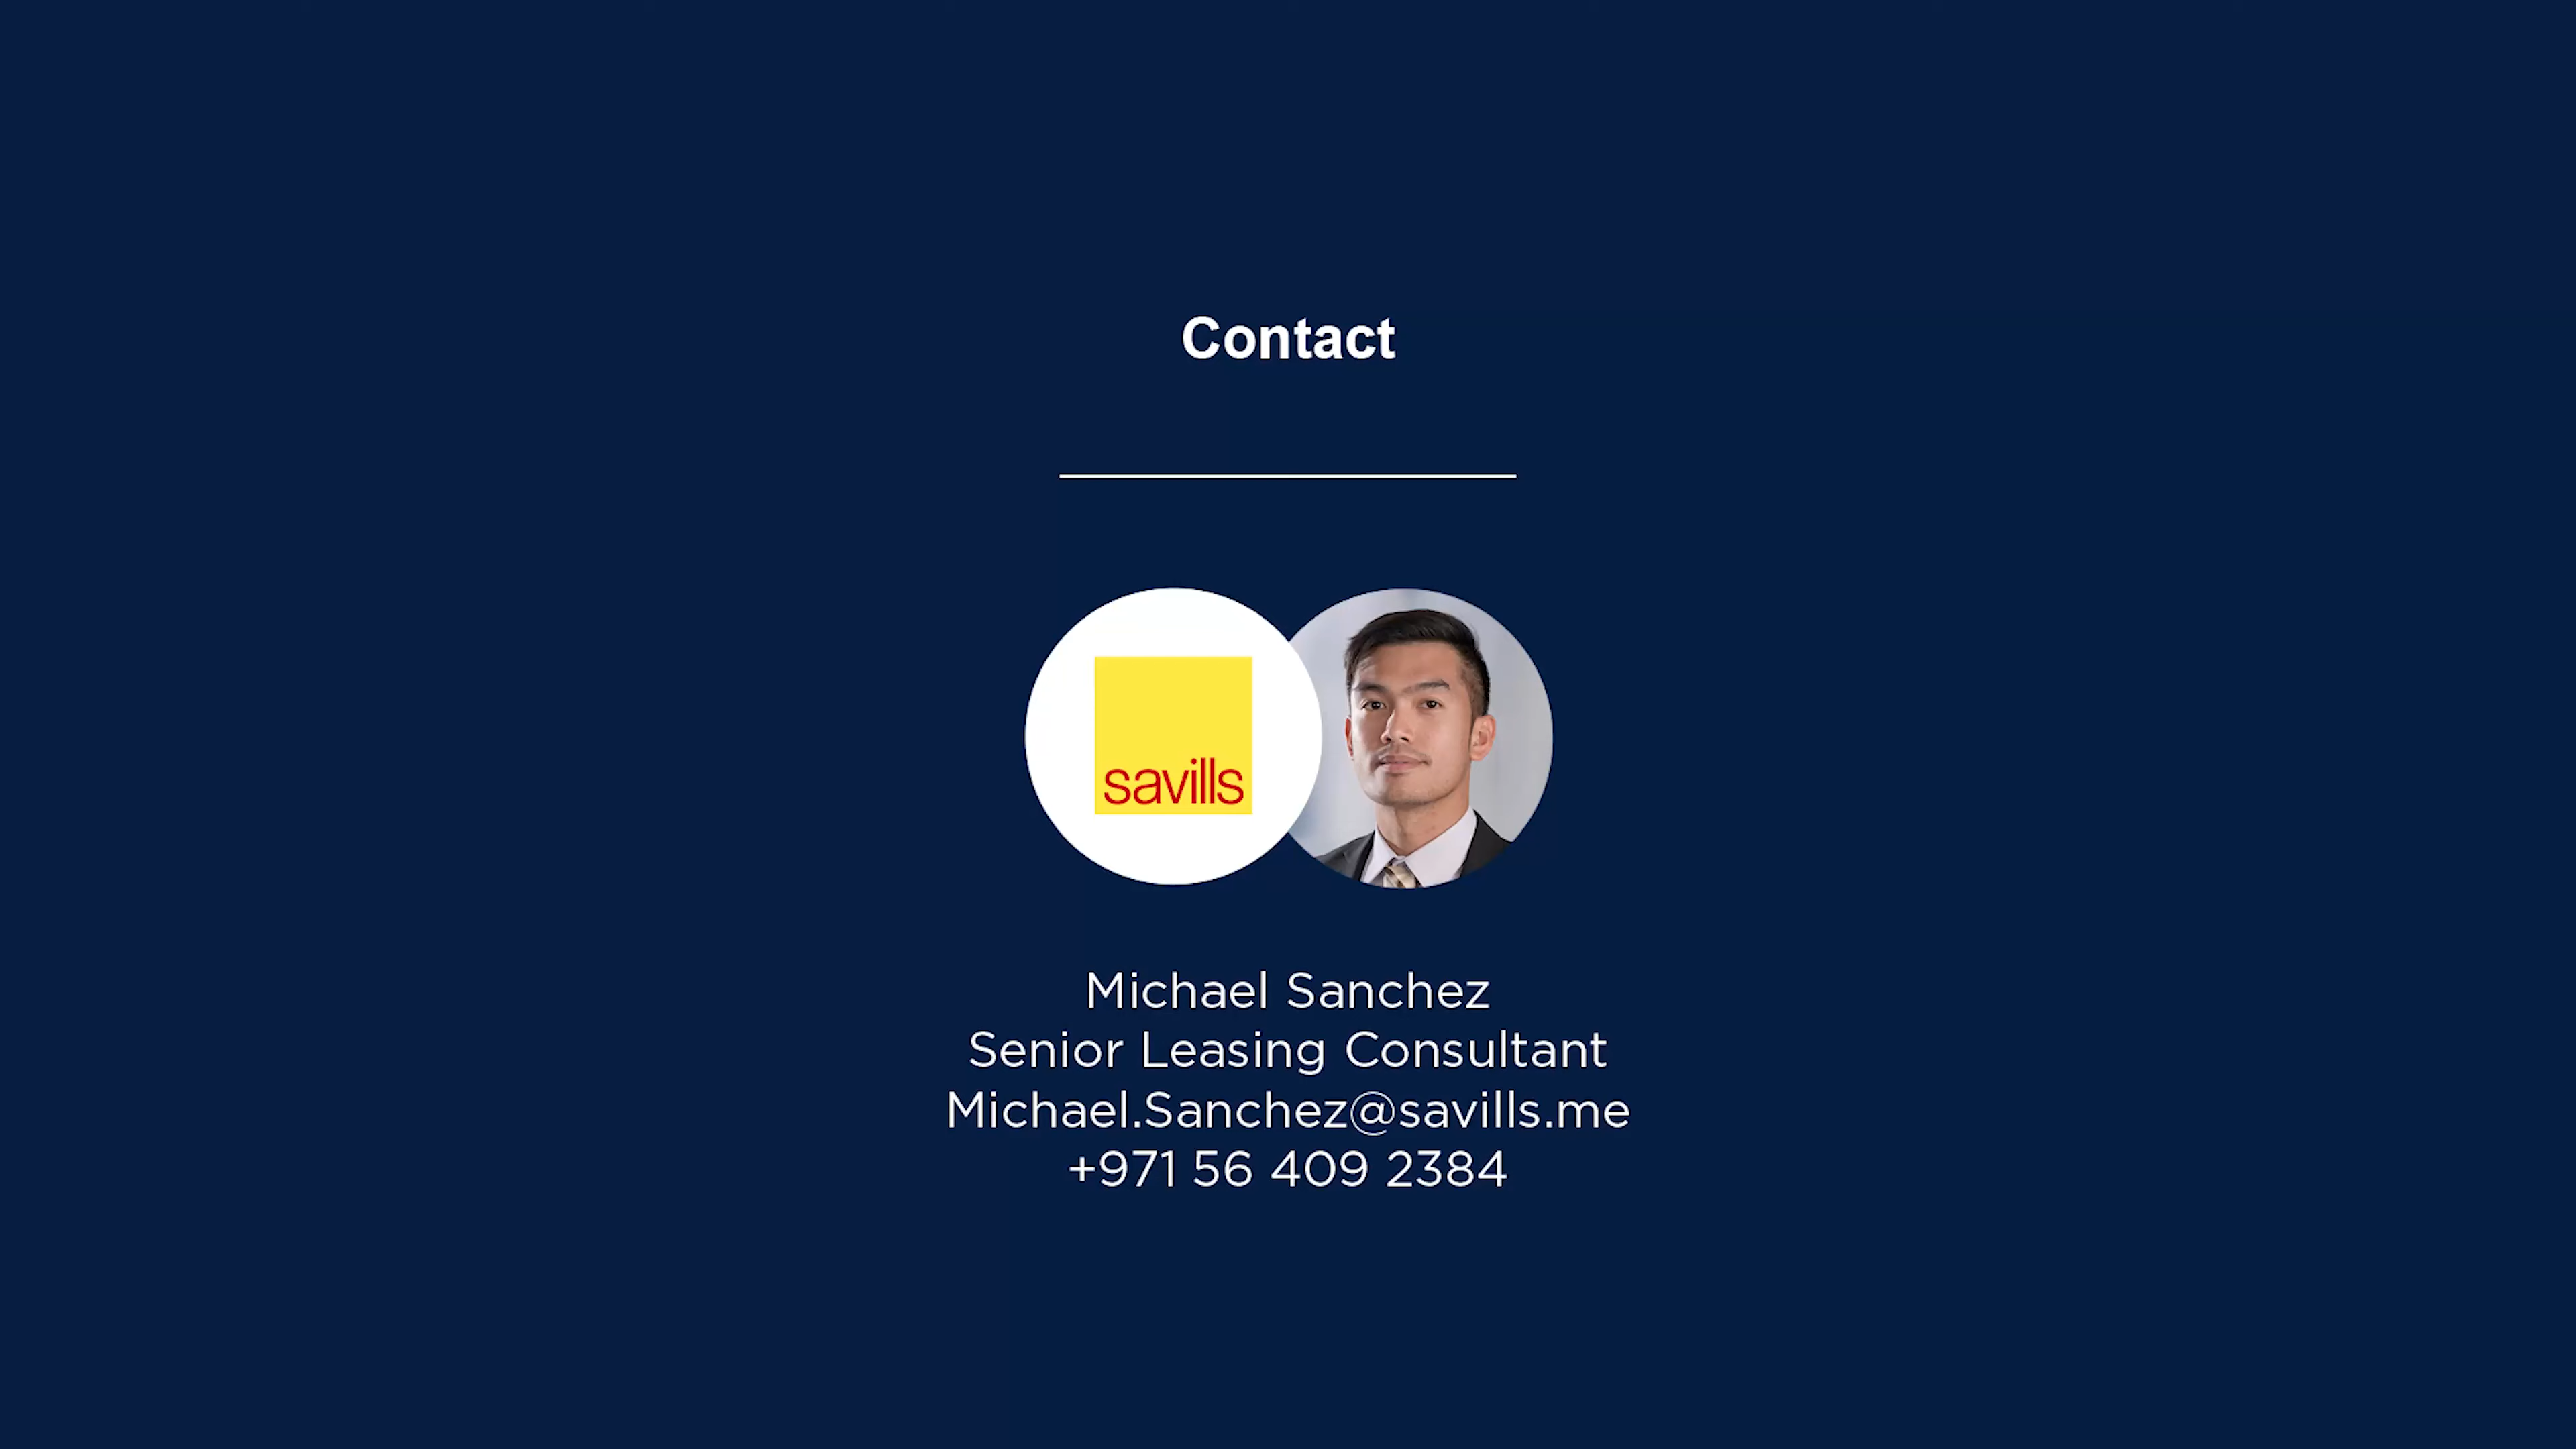 Contact
savills
Michael Sanchez
Senior Leasing Consultant
Michael.Sanchez@savills.me
+971 56 409 2384